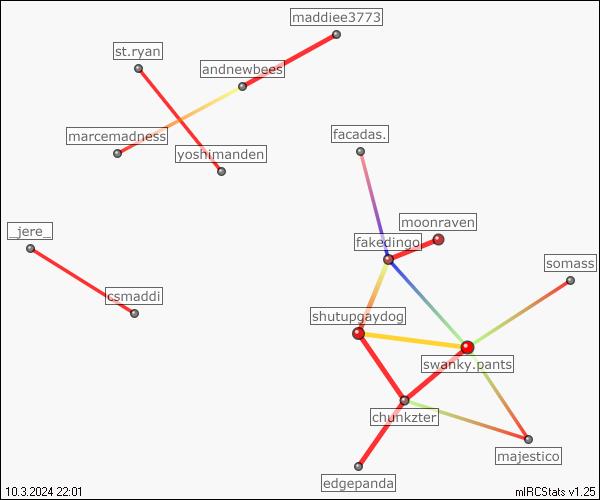 maddiee3773
st.ryan
andnewbees
marcemadness
yoshimanden
facadas.
moonraven
_jere_
fakedingo
somass
csmaddi
shutupgaydog
swanky.pants
chunkzter
majestico
edgepanda
10.3.2024 22:01
mIRCStats v1.25